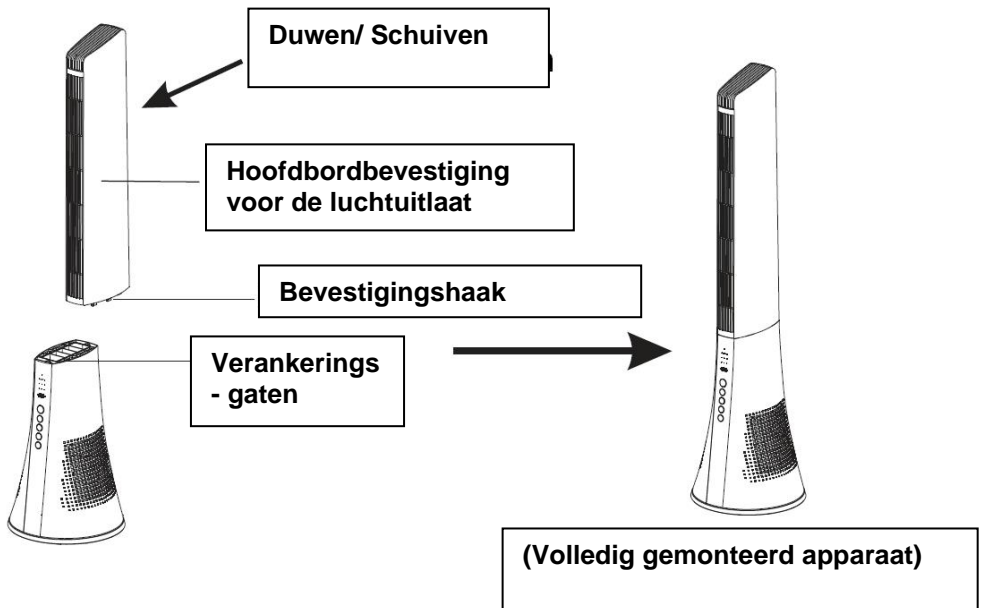 Duwen/ Schuiven
Hoofdbordbevestiging
voor de luchtuitlaat
Bevestigingshaak
Verankerings
- gaten
(Volledig gemonteerd apparaat)